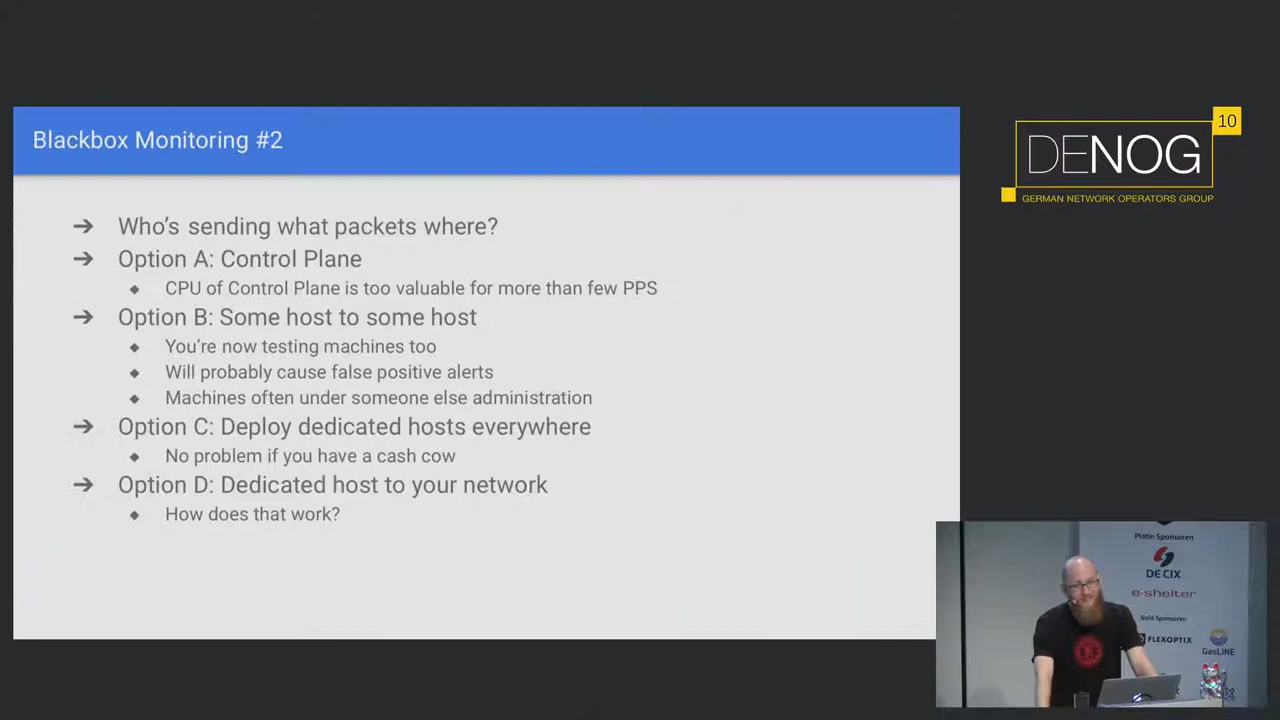 Blackbox Monitoring #2
➔ Who's sending what packets where?
➔ Option A: Control Plane
◆ CPU of Control Plane is too valuable for more than few PPS
➔ Option B: Some host to some host
◆ You're now testing machines too
◆ Will probably cause false positive alerts
◆ Machines often under someone else administration
➔ Option C: Deploy dedicated hosts everywhere
◆ No problem if you have a cash cow
➔ Option D: Dedicated host to your network
◆ How does that work?
10
DENOG
GERMAN NETWORK OPERATORS GROUP
Platin Sponsoren
DE CIX
e-shelter
Gold Sponsoren
FLEXOPTIX
GasLINE